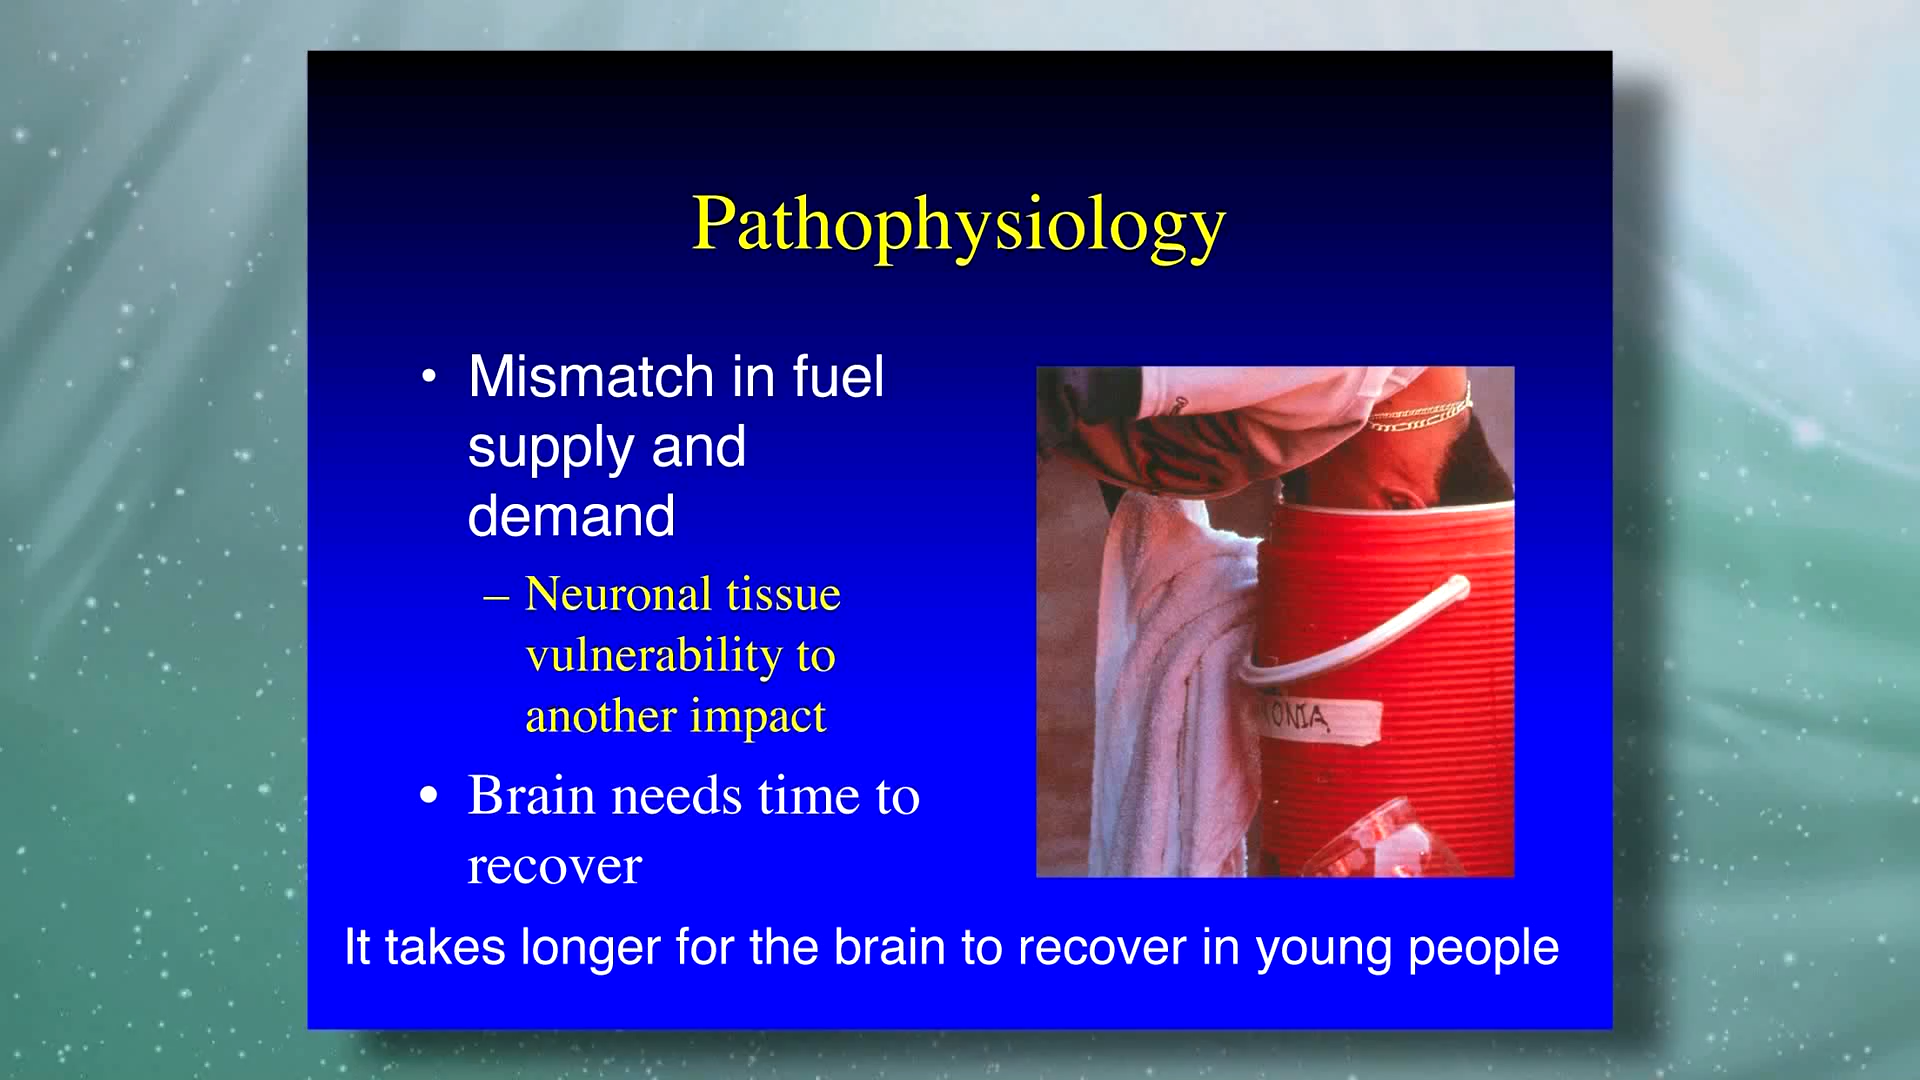 Pathophysiology
• Mismatch in fuel
supply and
demand
– Neuronal tissue
vulnerability to
another impact
• Brain needs time to
recover
It takes longer for the brain to recover in young people
ONIA